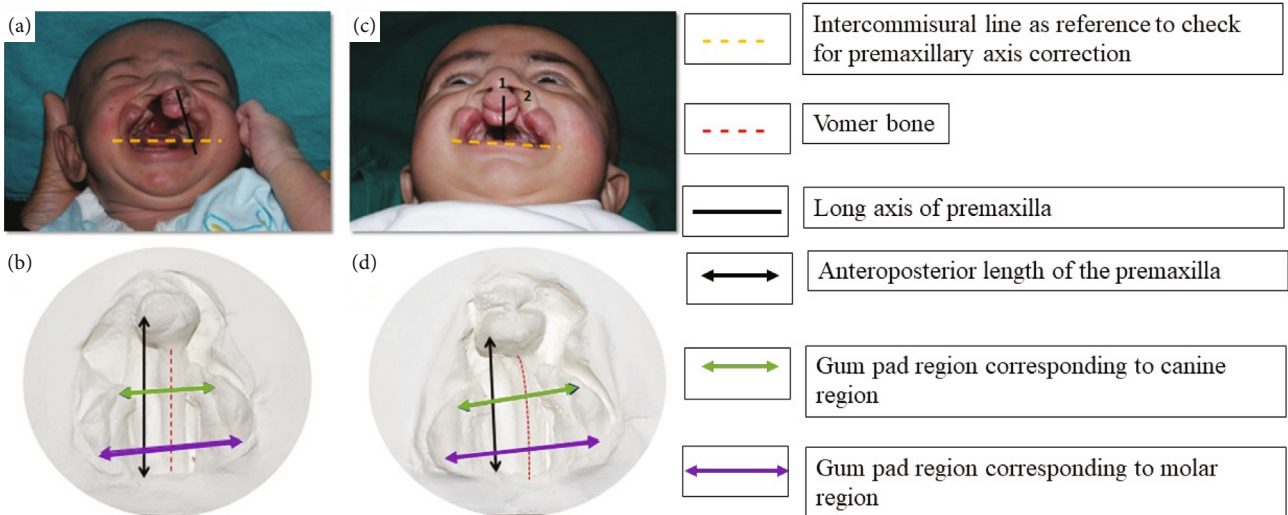 (a)
(c)
1
2
(b)
(d)
Intercommisural line as reference to check
for premaxillary axis correction
Vomer bone
Long axis of premaxilla
Anteroposterior length of the premaxilla
Gum pad region corresponding to canine
region
Gum pad region corresponding to molar
region